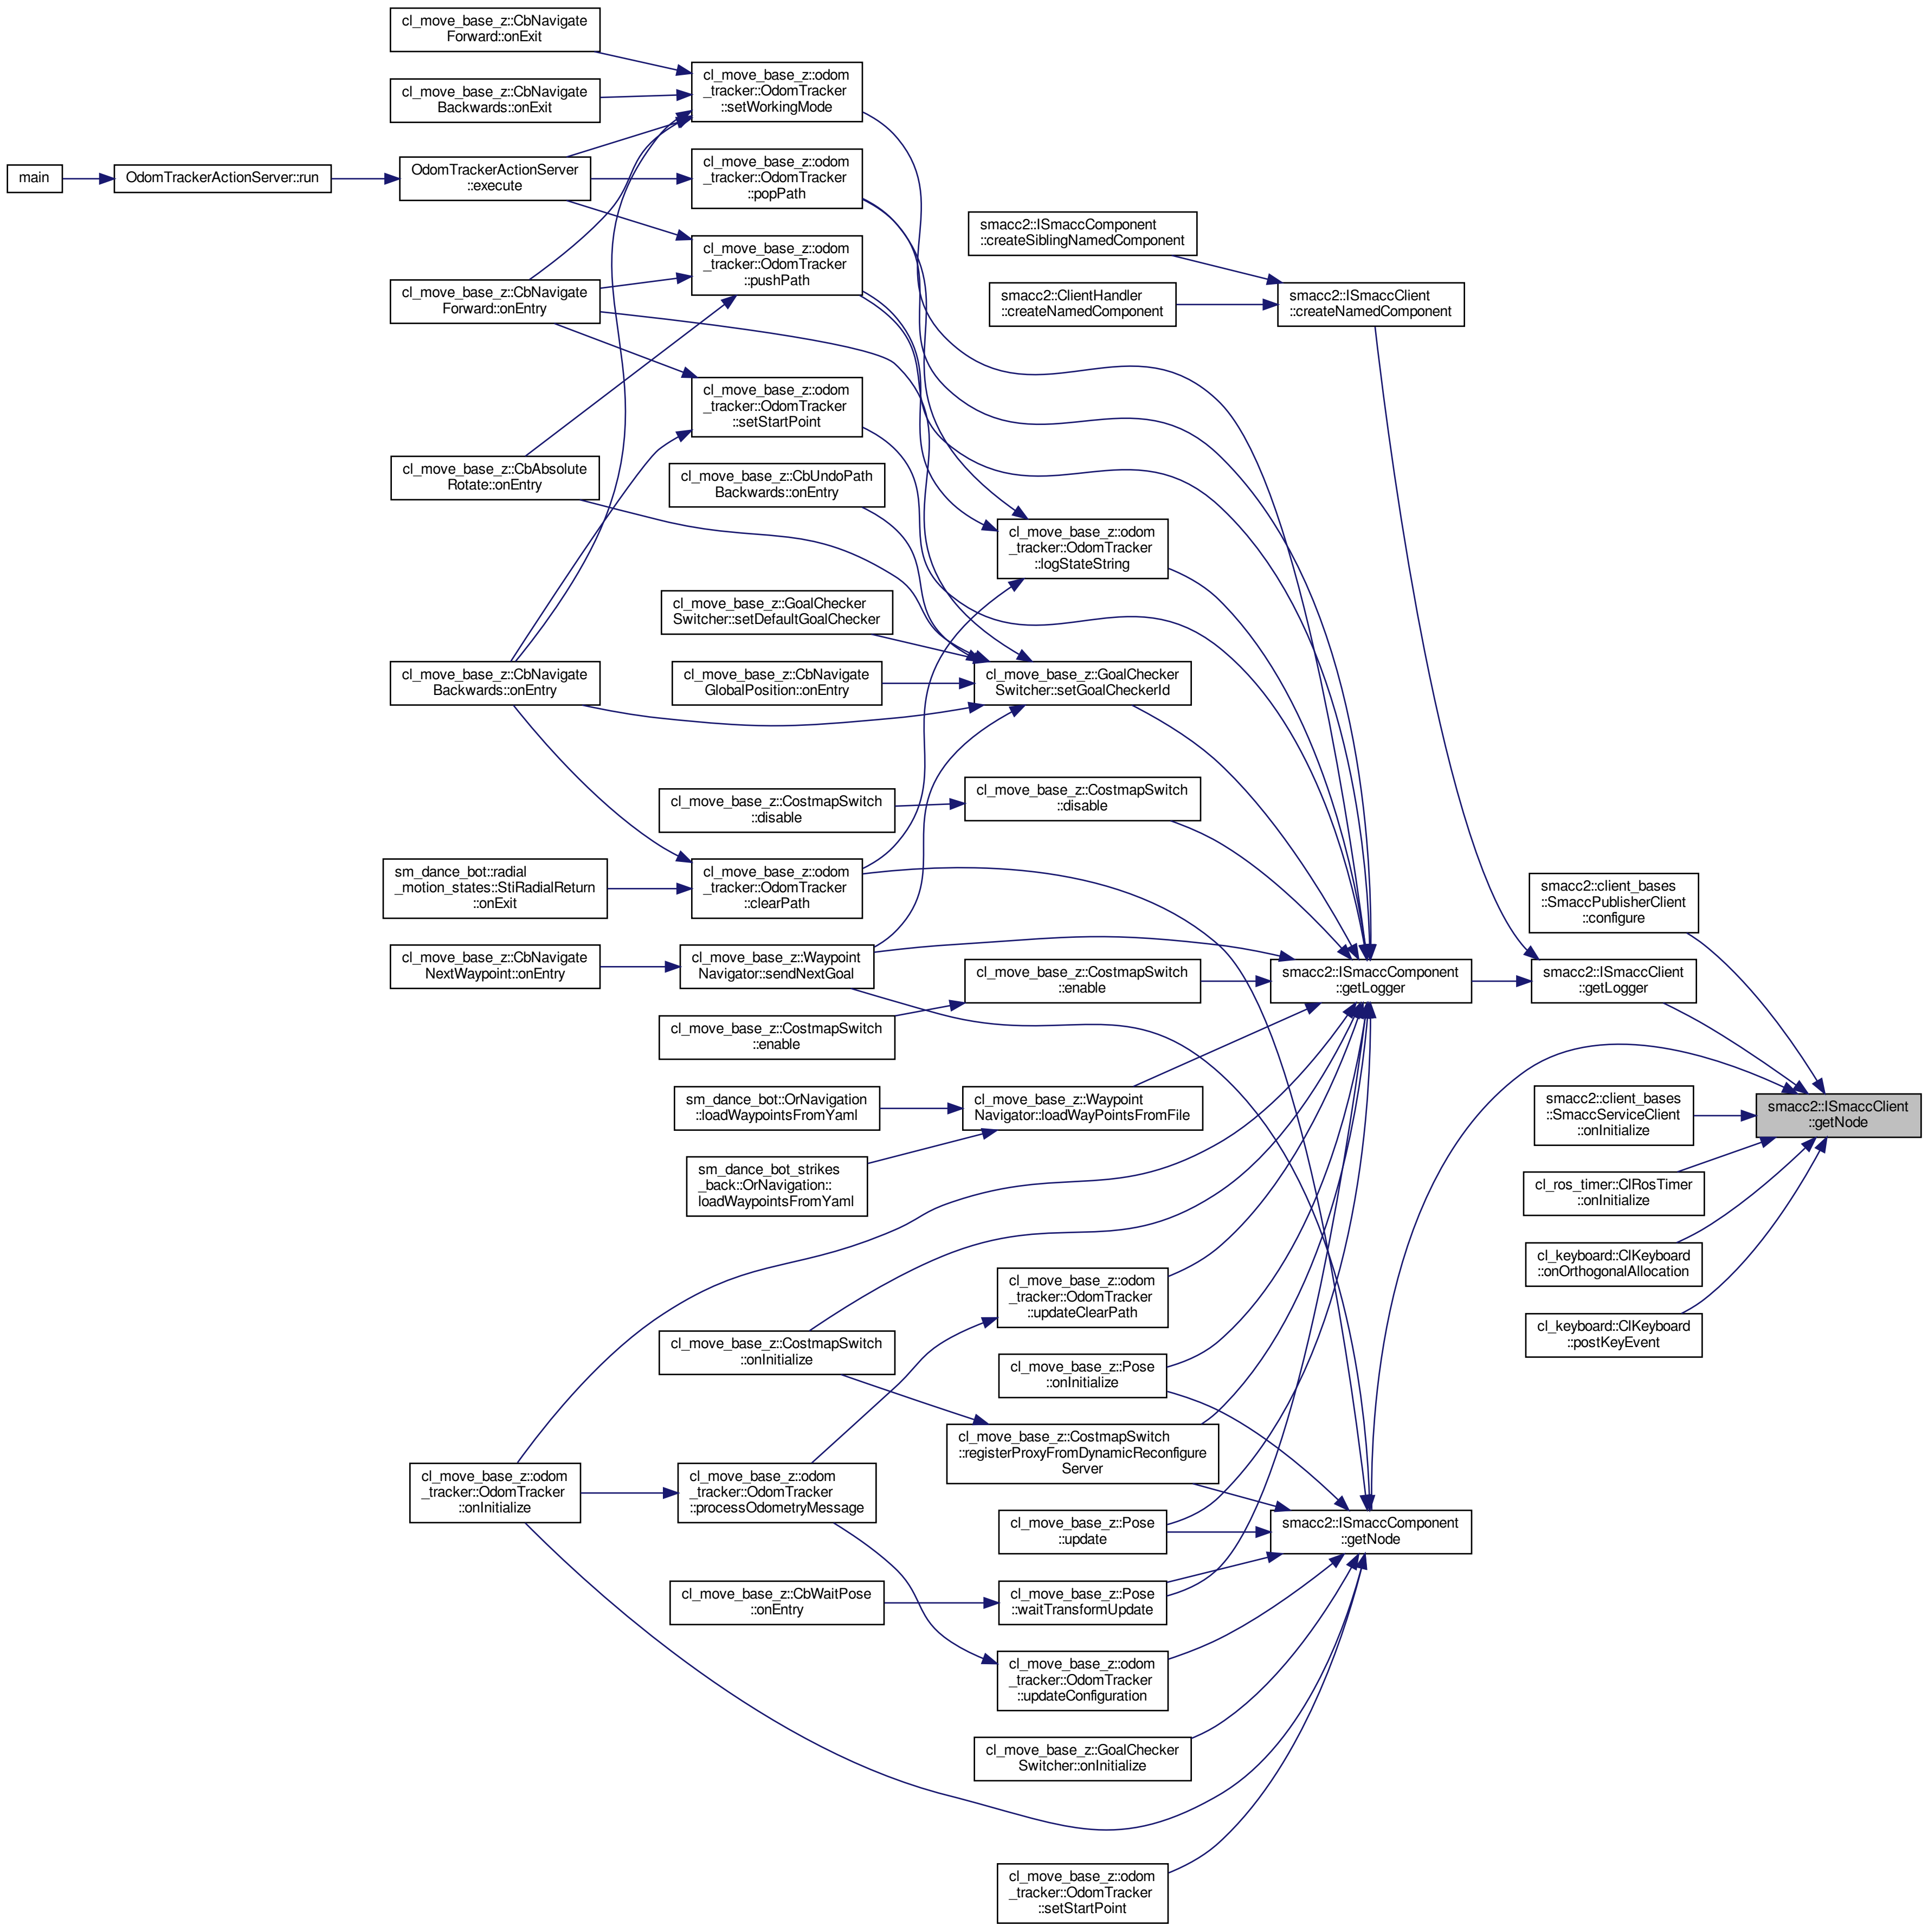 cl_move_base_z::CbNavigate
Forward::onExit
cl_move_base_z::CbNavigate
Backwards::onExit
main
OdomTrackerActionServer::run
OdomTrackerActionServer
::execute
cl_move_base_z::CbNavigate
Forward::onEntry
cl_move_base_z::CbAbsolute
Rotate::onEntry
cl_move_base_z::CbNavigate
Backwards::onEntry
sm_dance_bot::radial
_motion_states::StiRadialReturn
::onExit
cl_move_base_z::CbNavigate
NextWaypoint::onEntry
cl_move_base_z::odom
_tracker::OdomTracker
::onInitialize
cl_move_base_z::odom
_tracker::OdomTracker
::setWorkingMode
cl_move_base_z::odom
_tracker::OdomTracker
::popPath
cl_move_base_z::odom
_tracker::OdomTracker
::pushPath
cl_move_base_z::odom
_tracker::OdomTracker
::setStartPoint
cl_move_base_z::CbUndoPath
Backwards::onEntry
cl_move_base_z::GoalChecker
Switcher::setDefaultGoalChecker
cl_move_base_z::CbNavigate
GlobalPosition::onEntry
cl_move_base_z::CostmapSwitch
::disable
cl_move_base_z::odom
_tracker::OdomTracker
::clearPath
cl_move_base_z::Waypoint
Navigator::sendNextGoal
cl_move_base_z::CostmapSwitch
::enable
sm_dance_bot::OrNavigation
::loadWaypointsFromYaml
sm_dance_bot_strikes
_back::OrNavigation::
loadWaypointsFromYaml
cl_move_base_z::CostmapSwitch
::onInitialize
cl_move_base_z::odom
_tracker::OdomTracker
::processOdometryMessage
cl_move_base_z::CbWaitPose
::onEntry
smacc2::ISmaccComponent
::createSiblingNamedComponent
smacc2::ClientHandler
::createNamedComponent
cl_move_base_z::odom
_tracker::OdomTracker
::logStateString
cl_move_base_z::GoalChecker
Switcher::setGoalCheckerId
cl_move_base_z::CostmapSwitch
::disable
cl_move_base_z::CostmapSwitch
::enable
cl_move_base_z::Waypoint
Navigator::loadWayPointsFromFile
cl_move_base_z::odom
_tracker::OdomTracker
::updateClearPath
cl_move_base_z::Pose
::onInitialize
cl_move_base_z::CostmapSwitch
::registerProxyFromDynamicReconfigure
Server
cl_move_base_z::Pose
::update
cl_move_base_z::Pose
::waitTransformUpdate
cl_move_base_z::odom
_tracker::OdomTracker
::updateConfiguration
cl_move_base_z::GoalChecker
Switcher::onInitialize
cl_move_base_z::odom
_tracker::OdomTracker
::setStartPoint
smacc2::ISmaccClient
::createNamedComponent
smacc2::ISmaccComponent
::getLogger
smacc2::ISmaccComponent
::getNode
smacc2::client_bases
::SmaccPublisherClient
::configure
smacc2::ISmaccClient
::getLogger
smacc2::client_bases
::SmaccServiceClient
::onInitialize
cl_ros_timer::ClRosTimer
::onInitialize
cl_keyboard::ClKeyboard
::onOrthogonalAllocation
cl_keyboard::ClKeyboard
::postKeyEvent
smacc2::ISmaccClient
::getNode